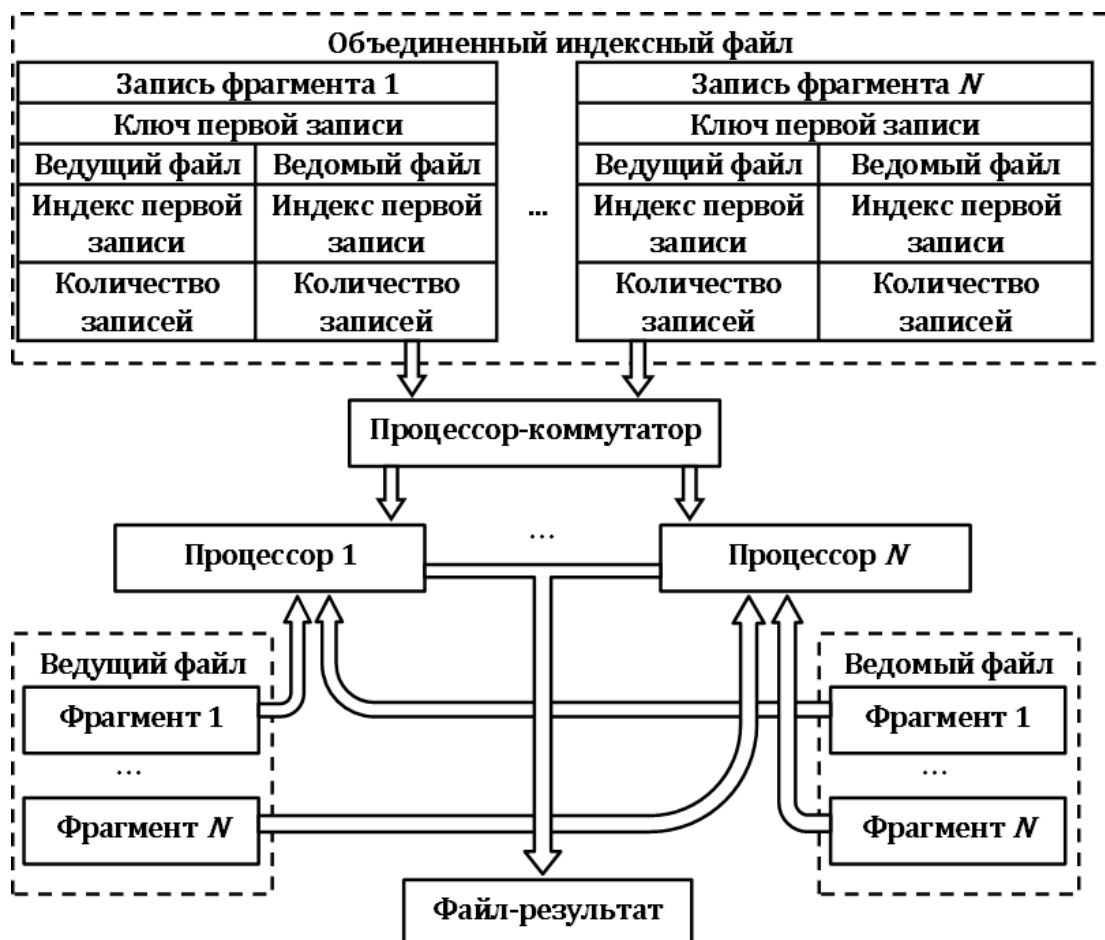 Объединенный индексный файл
Запись фрагмента 1
Ключ первой записи
Ведущий файл
Ведомый файл
Индекс первой
записи
Индекс первой
записи
Количество
записей
Количество
записей
...
Запись фрагмента N
Ключ первой записи
Ведущий файл
Ведомый файл
Индекс первой
записи
Индекс первой
записи
Количество
записей
Количество
записей
Процессор-коммутатор
Процессор 1
...
Процессор N
Ведущий файл
Фрагмент 1
...
Фрагмент N
Ведомый файл
Фрагмент 1
...
Фрагмент N
Файл-результат